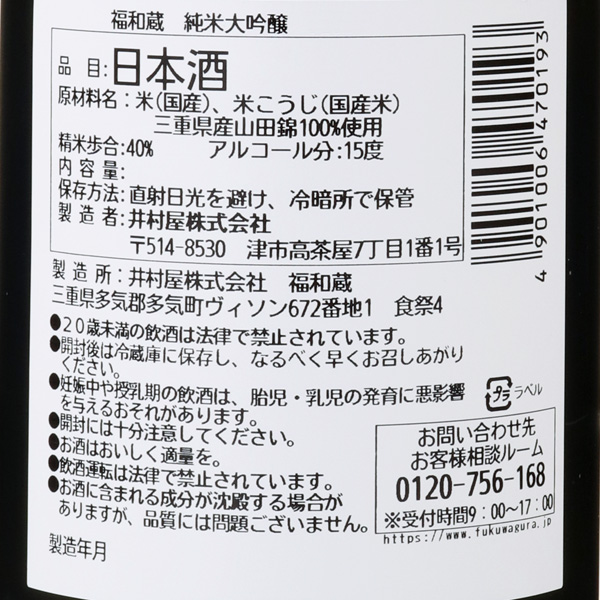 福和蔵　純米大吟醸
品　目：日本酒
原材料名：米（国産）、米こうじ（国産米）
三重県産山田錦100％使用
精米歩合：40％　アルコール分：15度
内 容 量：
保存方法：直射日光を避け、冷暗所で保管
製 造 者：井村屋株式会社
〒514-8530　津市高茶屋7丁目1番1号
製 造 所：井村屋株式会社　福和蔵
三重県多気郡多気町ヴィソン672番地1　食祭4
●20歳未満の飲酒は法律で禁止されています。
●開封後は冷蔵庫に保存し、なるべく早くお召しあがり
ください。
●妊娠中や授乳期の飲酒は、胎児・乳児の発育に悪影響
を与えるおそれがあります。
●開封には十分注意してください。
●お酒はおいしく適量を。
●飲酒運転は法律で禁止されています。
●お酒に含まれる成分が沈殿する場合が
ありますが、品質には問題ございません。
製造年月
4 901006 470193
プラ ラベル
お問い合わせ先
お客様相談ルーム
0120-756-168
※受付時間9：00～17：00
https://www.fukuwagura.jp